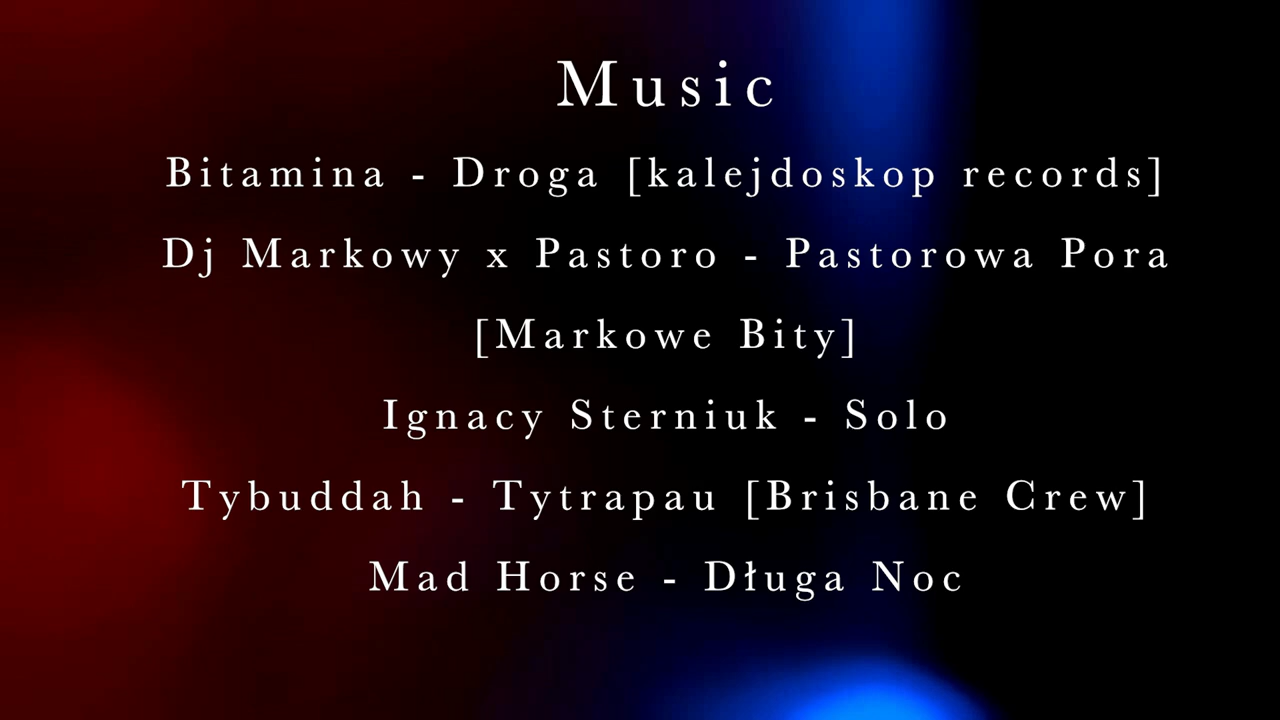 Music
Bitamina - Droga [kalejdoskop records]
Dj Markowy x Pastoro - Pastorowa Pora
[Markowe Bity]
Ignacy Sterniuk - Solo
Tybuddah - Tytrapau [Brisbane Crew]
Mad Horse - Długa Noc